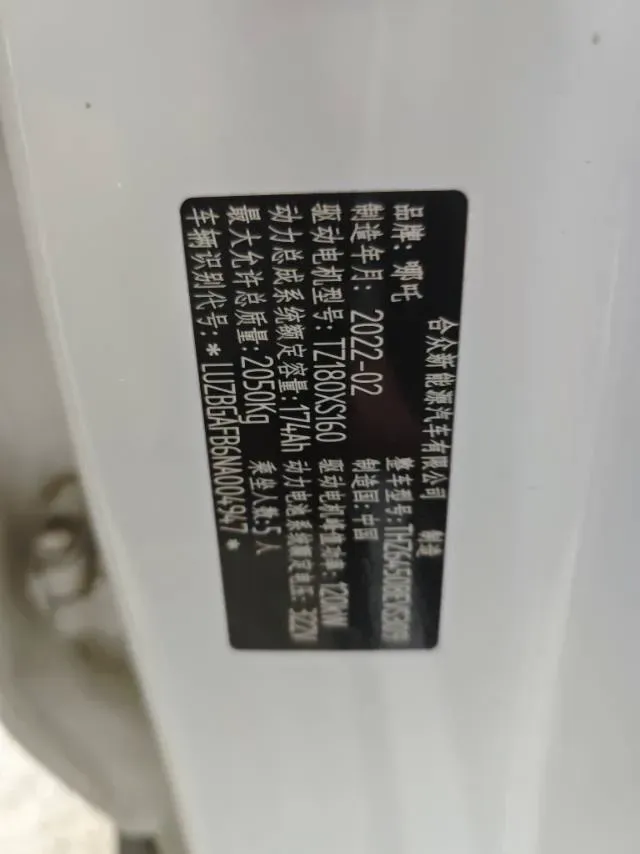 合众新能源汽车有限公司 制造
品牌：哪吒 整车型号：
制造年月：2022-02 制造国：中国
驱动电机型号：TZ180XS160 驱动电机峰值功率：120kW
动力总成系统额定容量：174Ah 动力电池系统额定电压：322V
最大允许总质量：2050Kg 乘坐人数：5人
车辆识别代号：*LUZBGAFB6NA004947*